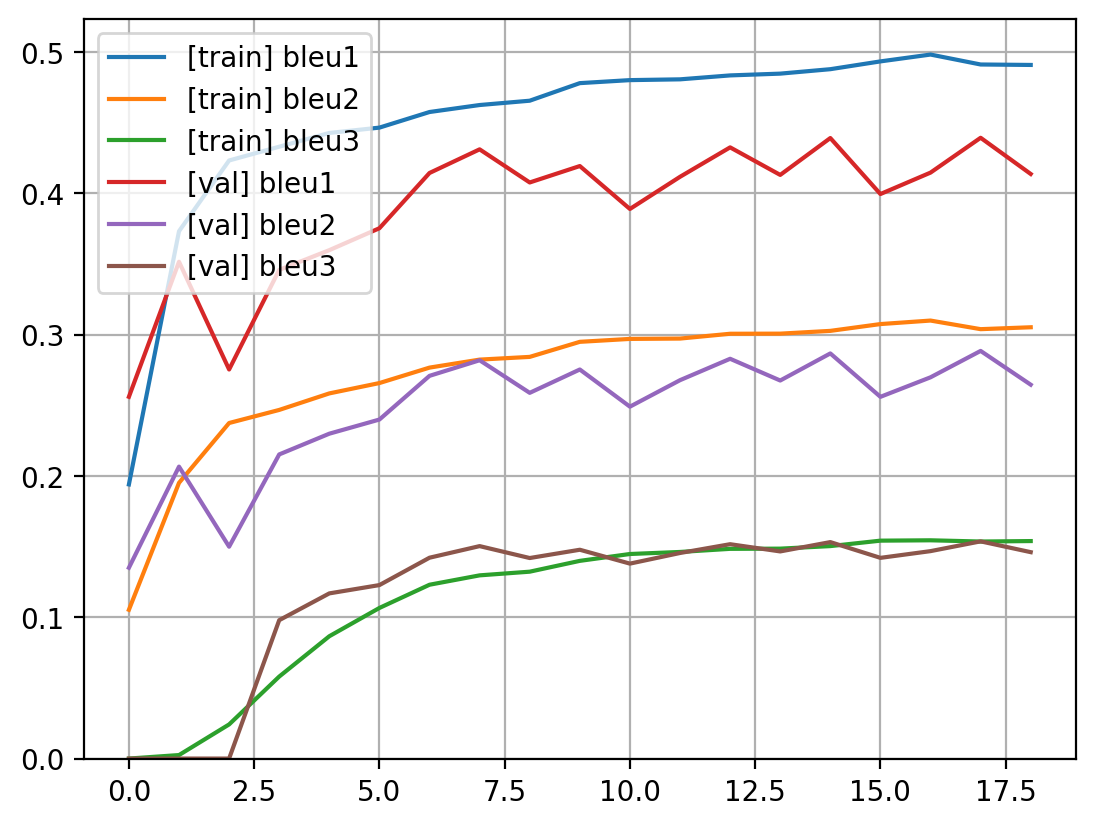 0.5
0.4
0.3
0.2
0.1
0.0
[train] bleu1
[train] bleu2
[train] bleu3
[val] bleu1
[val] bleu2
[val] bleu3
0.0 2.5 5.0 7.5 10.0 12.5 15.0 17.5